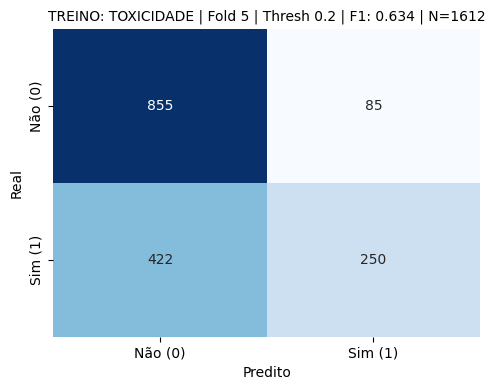 TREINO: TOXICIDADE | Fold 5 | Thresh 0.2 | F1: 0.634 | N=1612
Não (0)
855
85
Real
Sim (1)
422
250
Não (0)
Sim (1)
Predito